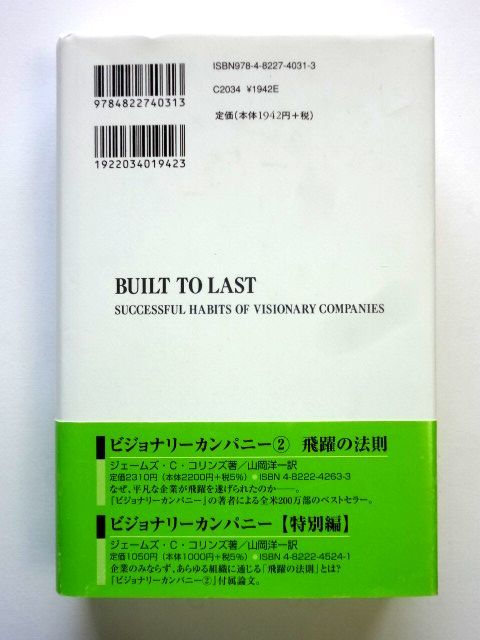 ISBN978-4-8227-4031-3
9784822740313
C2034 ¥1942E
定価(本体1942円+税)
1922034019423
BUILT TO LAST
SUCCESSFUL HABITS OF VISIONARY COMPANIES
ビジョナリーカンパニー② 飛躍の法則
ジェームズ・C・コリンズ著/山岡洋一訳
定価2310円(本体2200円+税5%) ●ISBN 4-8222-4263-3
なぜ、平凡な企業が飛躍を遂げられたのか――。
『ビジョナリーカンパニー』の著者による全米200万部のベストセラー。
ビジョナリーカンパニー【特別編】
ジェームズ・C・コリンズ著/山岡洋一訳
定価1050円(本体1000円+税5%) ●ISBN 4-8222-4524-1
企業のみならず、あらゆる組織に通じる「飛躍の法則」とは?
『ビジョナリーカンパニー②』付属論文。